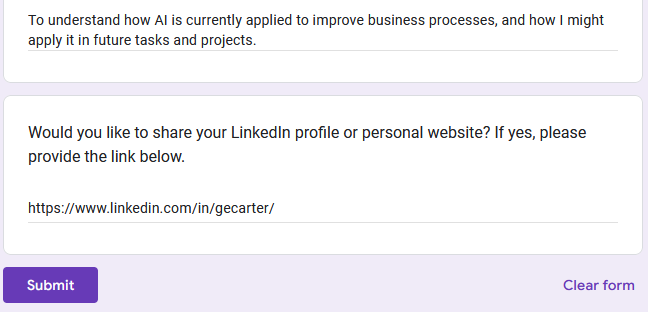 To understand how AI is currently applied to improve business processes, and how I might
apply it in future tasks and projects.
Would you like to share your LinkedIn profile or personal website? If yes, please
provide the link below.
https://www.linkedin.com/in/gecarter/
Submit
Clear form